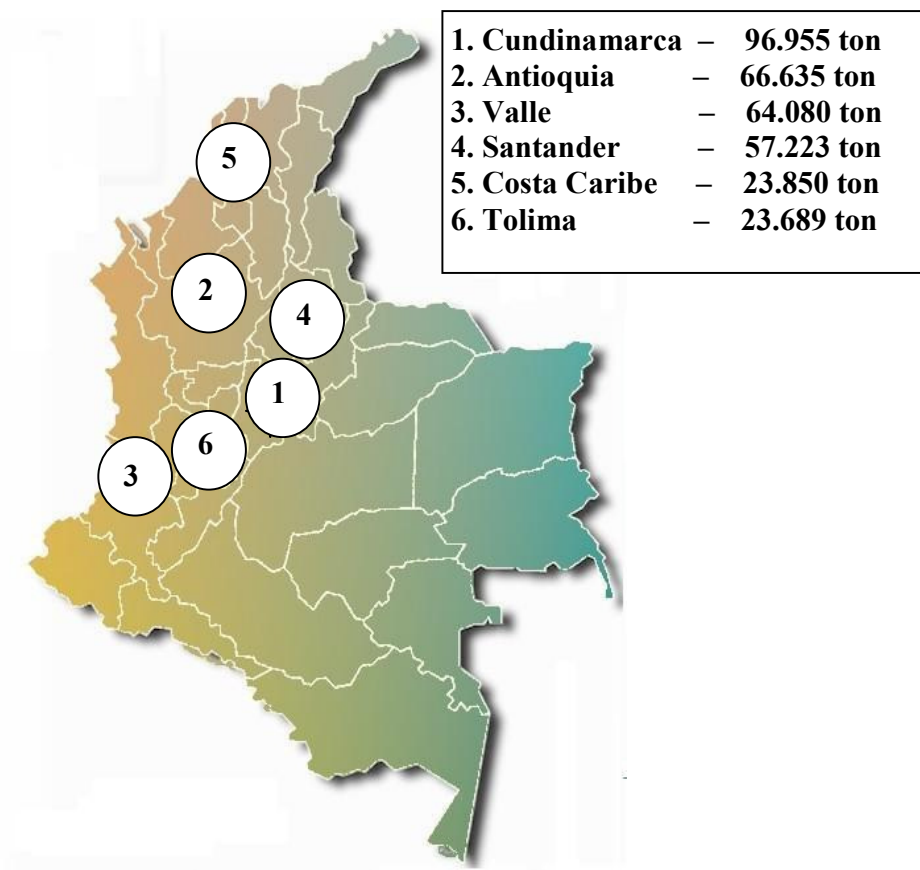 1. Cundinamarca – 96.955 ton
2. Antioquia – 66.635 ton
3. Valle – 64.080 ton
4. Santander – 57.223 ton
5. Costa Caribe – 23.850 ton
6. Tolima – 23.689 ton
5
2
4
1
6
3